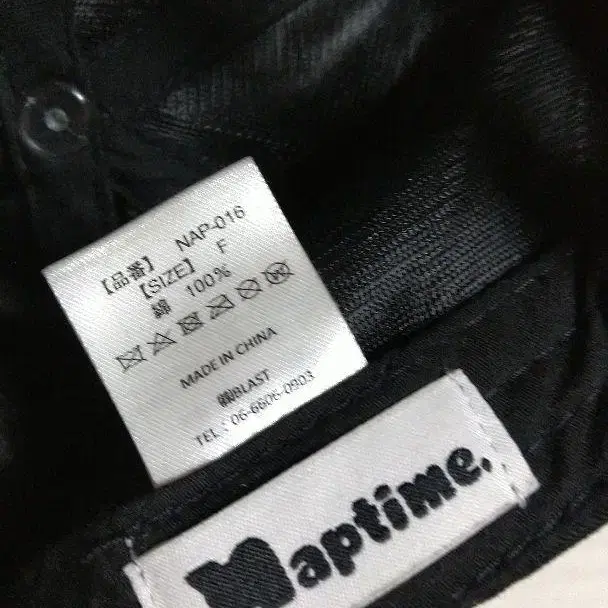 【品番】 NAP-016
【SIZE】 F
綿 100%
MADE IN CHINA
㈱BLAST
TEL：06-6606-0903
Naptime.